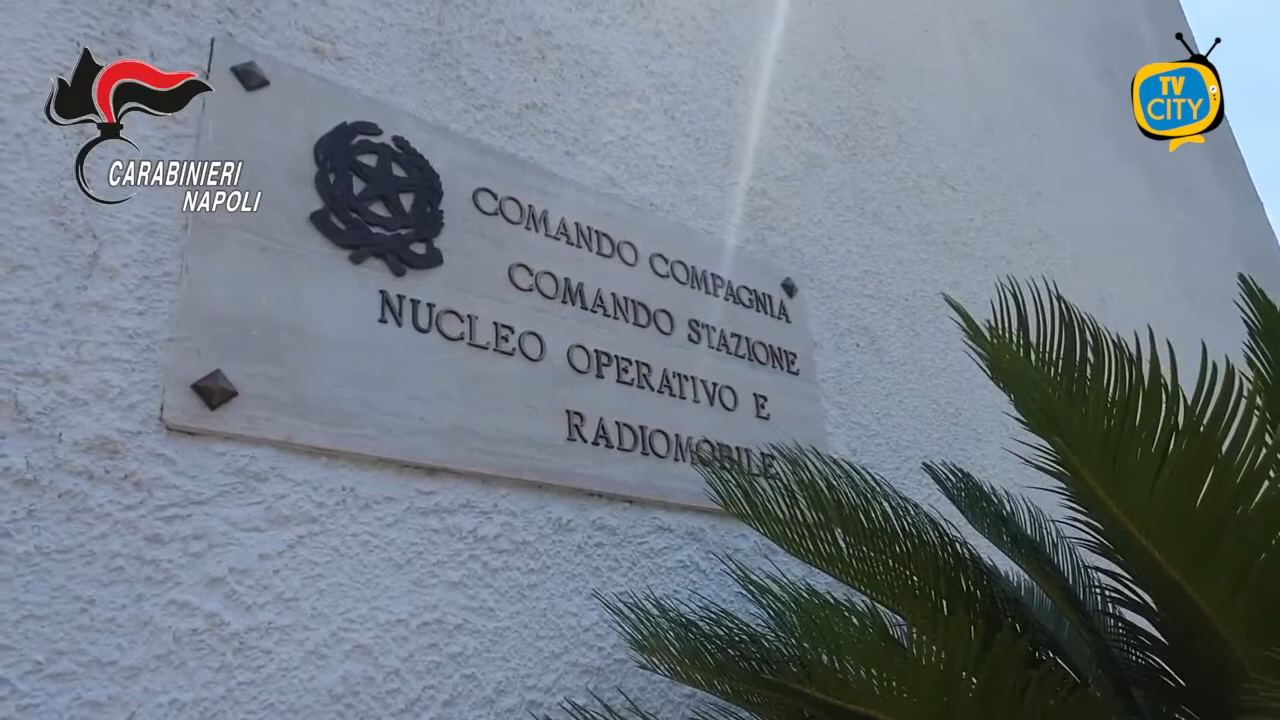 CARABINIERI
NAPOLI
TV
CITY
COMANDO COMPAGNIA
COMANDO STAZIONE
NUCLEO OPERATIVO E
RADIOMOBILE